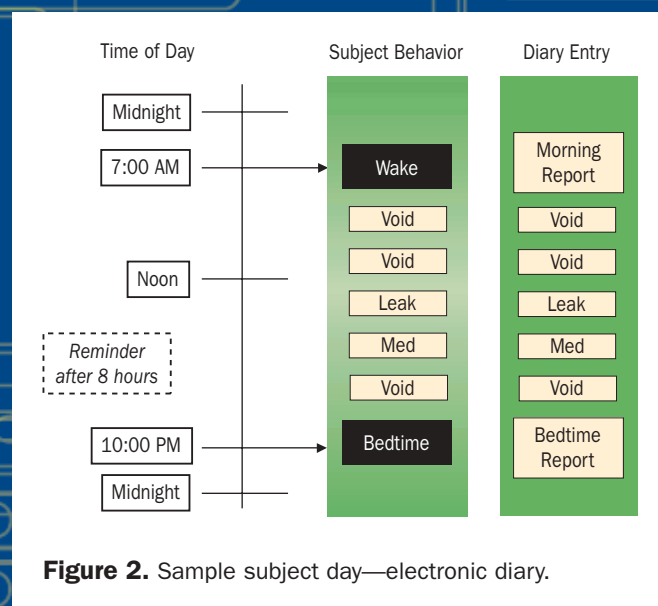 Time of Day
Subject Behavior
Diary Entry
Midnight
7:00 AM
Wake
Morning
Report
Void
Void
Void
Void
Noon
Leak
Leak
Reminder
after 8 hours
Med
Med
Void
Void
10:00 PM
Bedtime
Bedtime
Report
Midnight
Figure 2. Sample subject day—electronic diary.